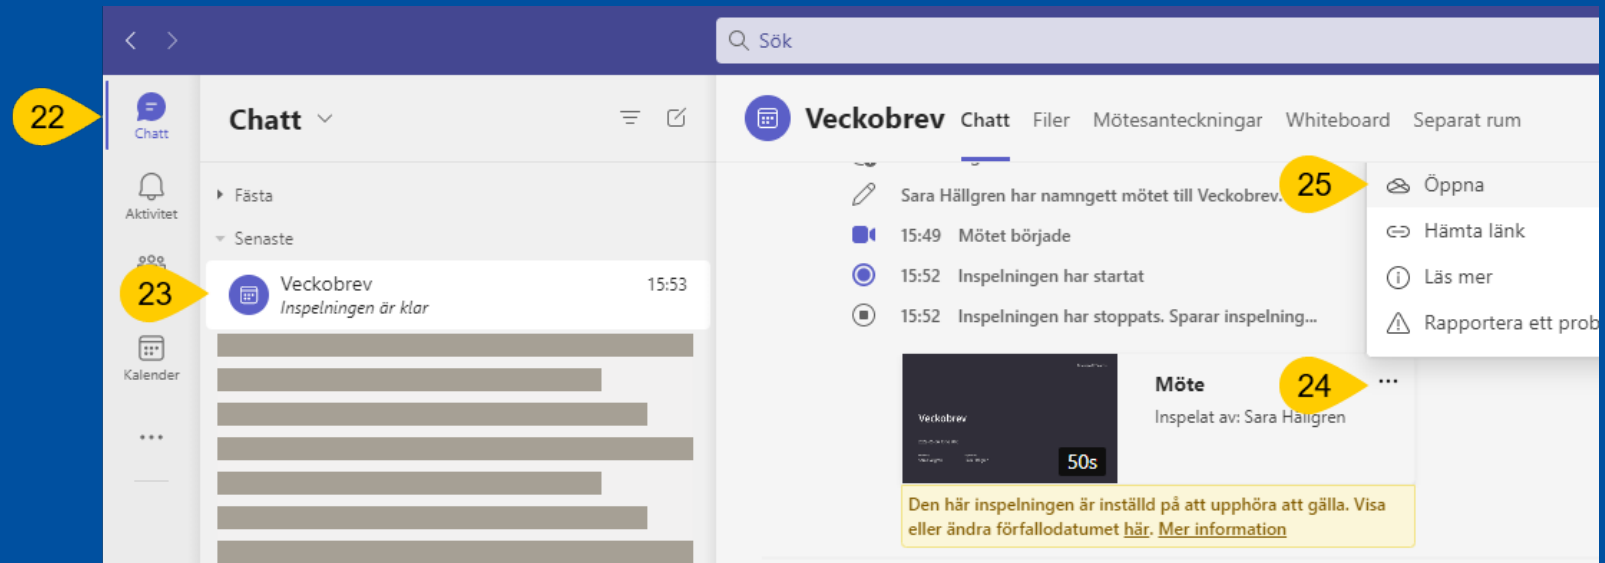 Sök
22
Chatt
Aktivitet
Kalender
Chatt
Fästa
Senaste
23
Veckobrev
15:53
Inspelningen är klar
Veckobrev Chatt Filer Mötesanteckningar Whiteboard Separat rum
Sara Hällgren har namngett mötet till Veckobrev.
15:49 Mötet började
15:52 Inspelningen har startat
15:52 Inspelningen har stoppats. Sparar inspelning...
25
Öppna
Hämta länk
Läs mer
Rapportera ett prob
Veckobrev
50s
Möte
24
...
Inspelat av: Sara Hällgren
Den här inspelningen är inställd på att upphöra att gälla. Visa
eller ändra förfallodatumet här. Mer information